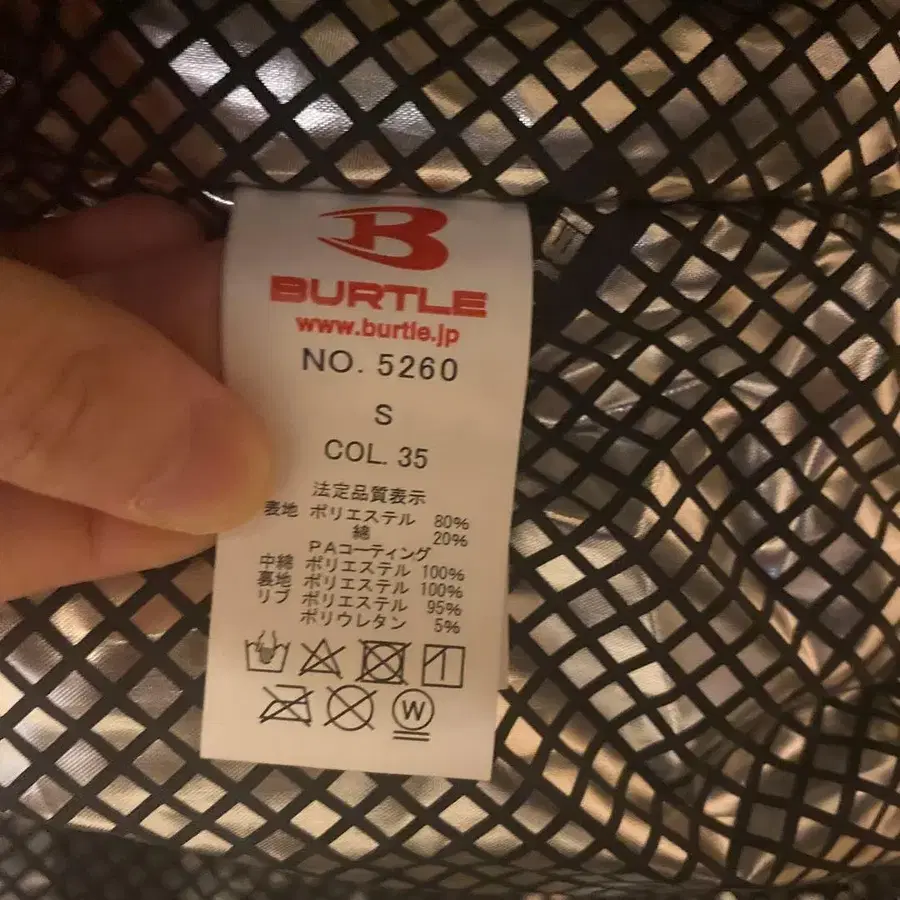 B
BURTLE
www.burtle.jp
NO. 5260
S
COL. 35
法定品質表示
表地 ポリエステル 80%
綿 20%
PAコーティング
中綿 ポリエステル 100%
裏地 ポリエステル 100%
リブ ポリエステル 95%
ポリウレタン 5%
W